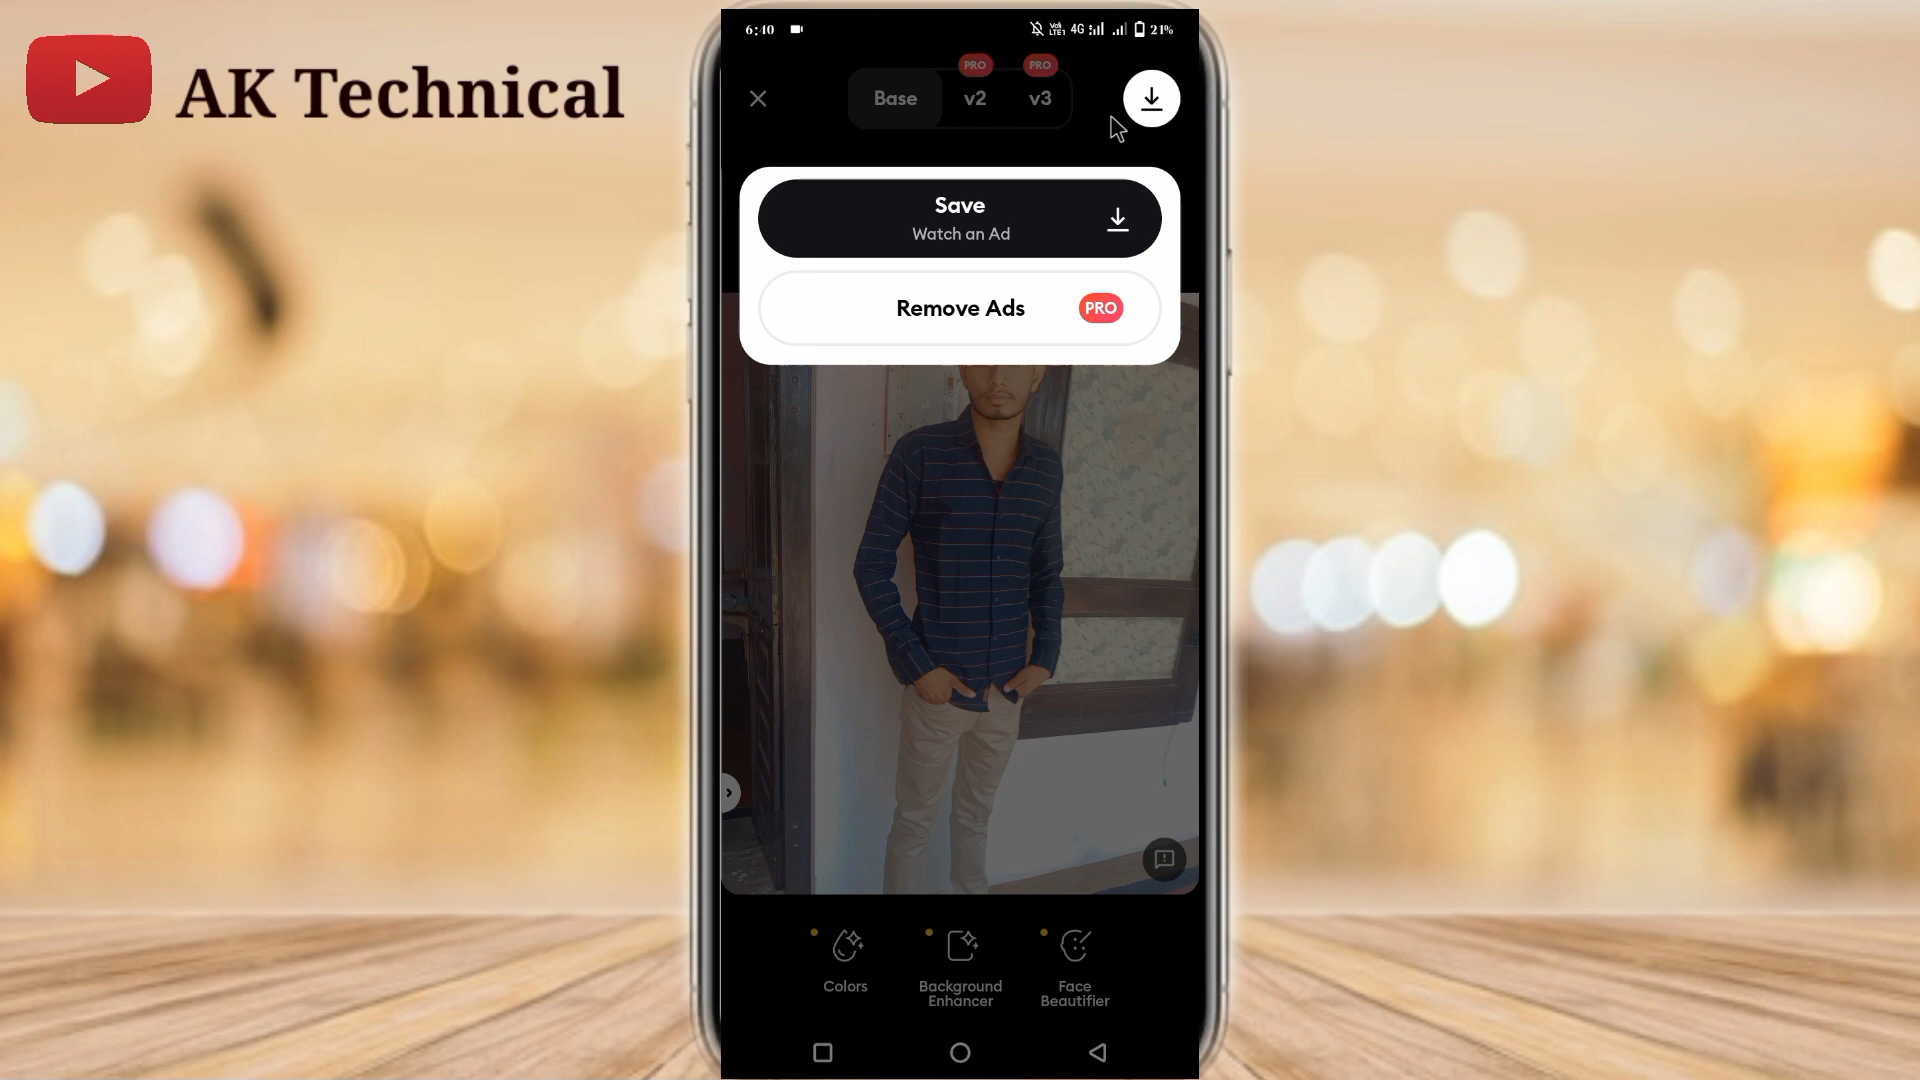 AK Technical
6:40
4G
21%
PRO
PRO
Base
v2
v3
Save
Watch an Ad
Remove Ads
PRO
Colors
Background
Enhancer
Face
Beautifier